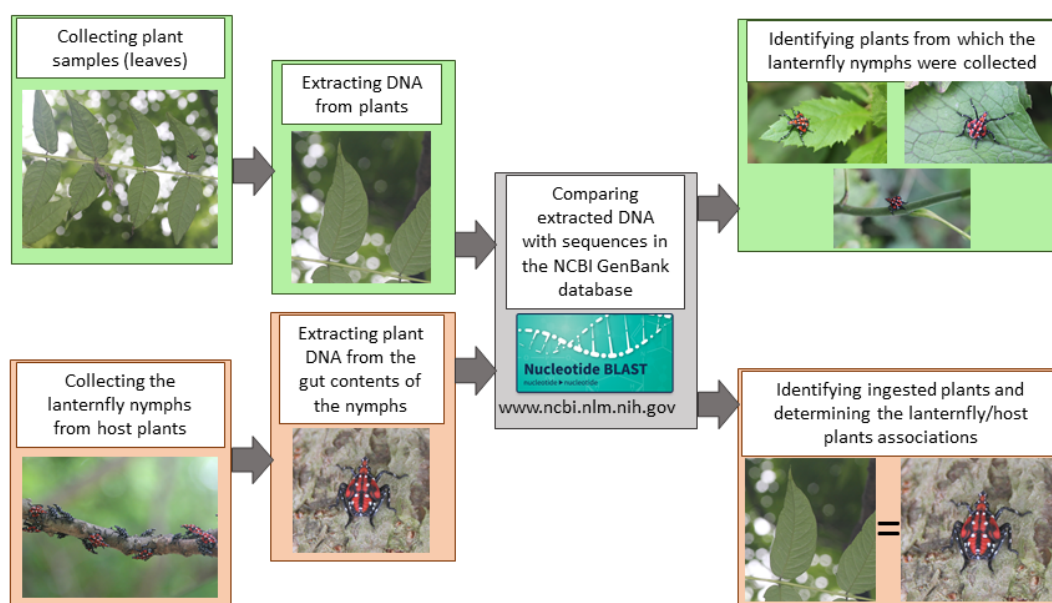 Collecting plant
samples (leaves)
Extracting DNA
from plants
Comparing
extracted DNA
with sequences in
the NCBI GenBank
database
Nucleotide BLAST
nucleotide ▸ nucleotide
www.ncbi.nlm.nih.gov
Identifying plants from which the
lanternfly nymphs were collected
Collecting the
lanternfly nymphs
from host plants
Extracting plant
DNA from the
gut contents of
the nymphs
Identifying ingested plants and
determining the lanternfly/host
plants associations
=